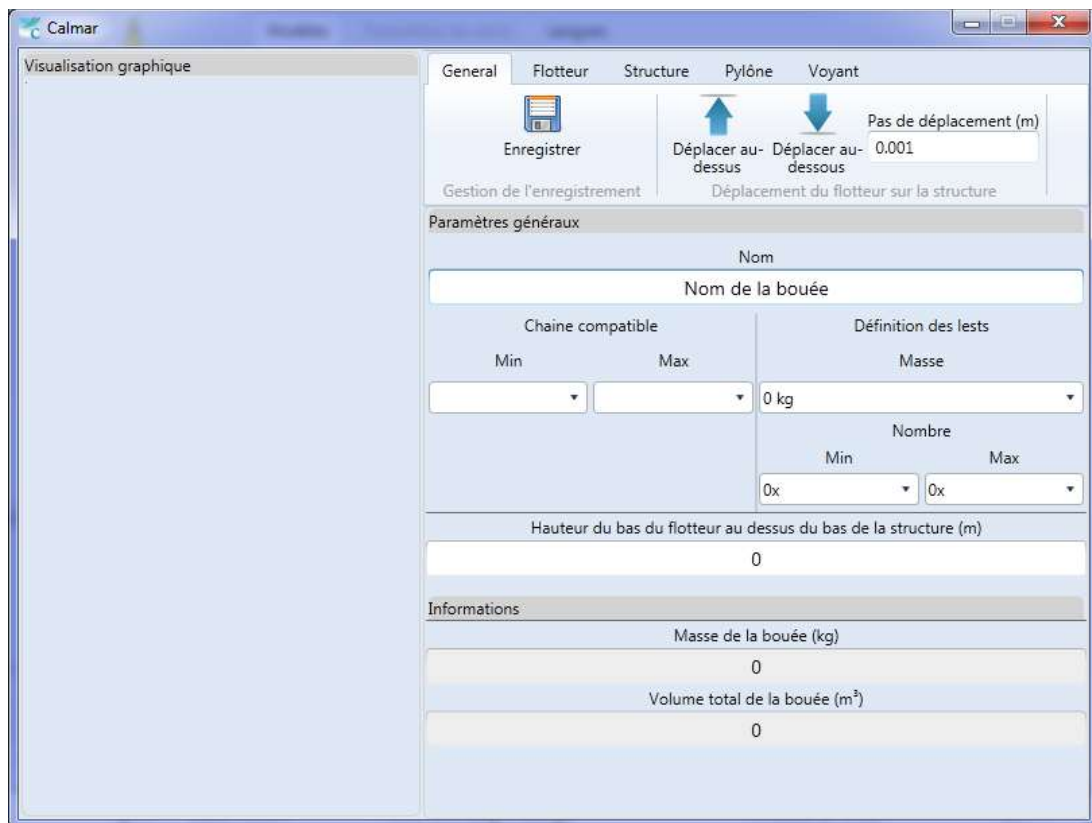 Calmar
Visualisation graphique
General Flotteur Structure Pylône Voyant
Enregistrer
Gestion de l'enregistrement
Déplacer au-
dessus
Déplacer au-
dessous
Pas de déplacement (m)
0.001
Déplacement du flotteur sur la structure
Paramètres généraux
Nom
Nom de la bouée
Chaine compatible
Min Max
Définition des lests
Masse
0 kg
Nombre
Min Max
0x 0x
Hauteur du bas du flotteur au dessus du bas de la structure (m)
0
Informations
Masse de la bouée (kg)
0
Volume total de la bouée (m³)
0